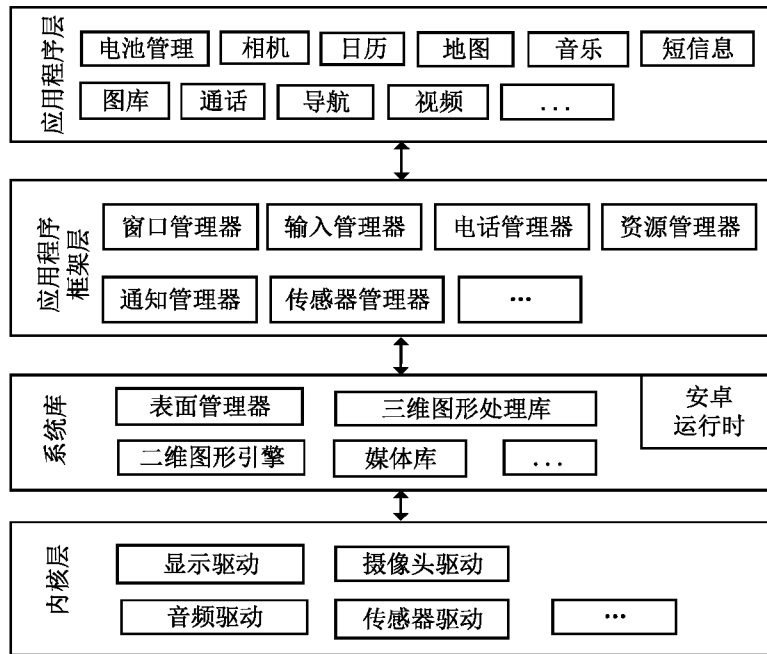 应用程序层
电池管理 相机 日历 地图 音乐 短信息
图库 通话 导航 视频 ...
应用程序
框架层
窗口管理器 输入管理器 电话管理器 资源管理器
通知管理器 传感器管理器 ...
系统库
表面管理器 三维图形处理库
二维图形引擎 媒体库 ...
安卓
运行时
内核层
显示驱动 摄像头驱动
音频驱动 传感器驱动 ...